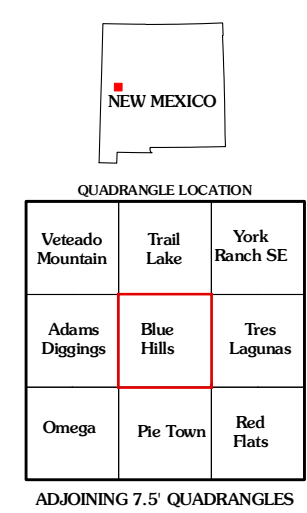 NEW MEXICO
QUADRANGLE LOCATION
Veteado
Mountain
Trail
Lake
York
Ranch SE
Adams
Diggings
Blue
Hills
Tres
Lagunas
Omega
Pie Town
Red
Flats
ADJOINING 7.5' QUADRANGLES